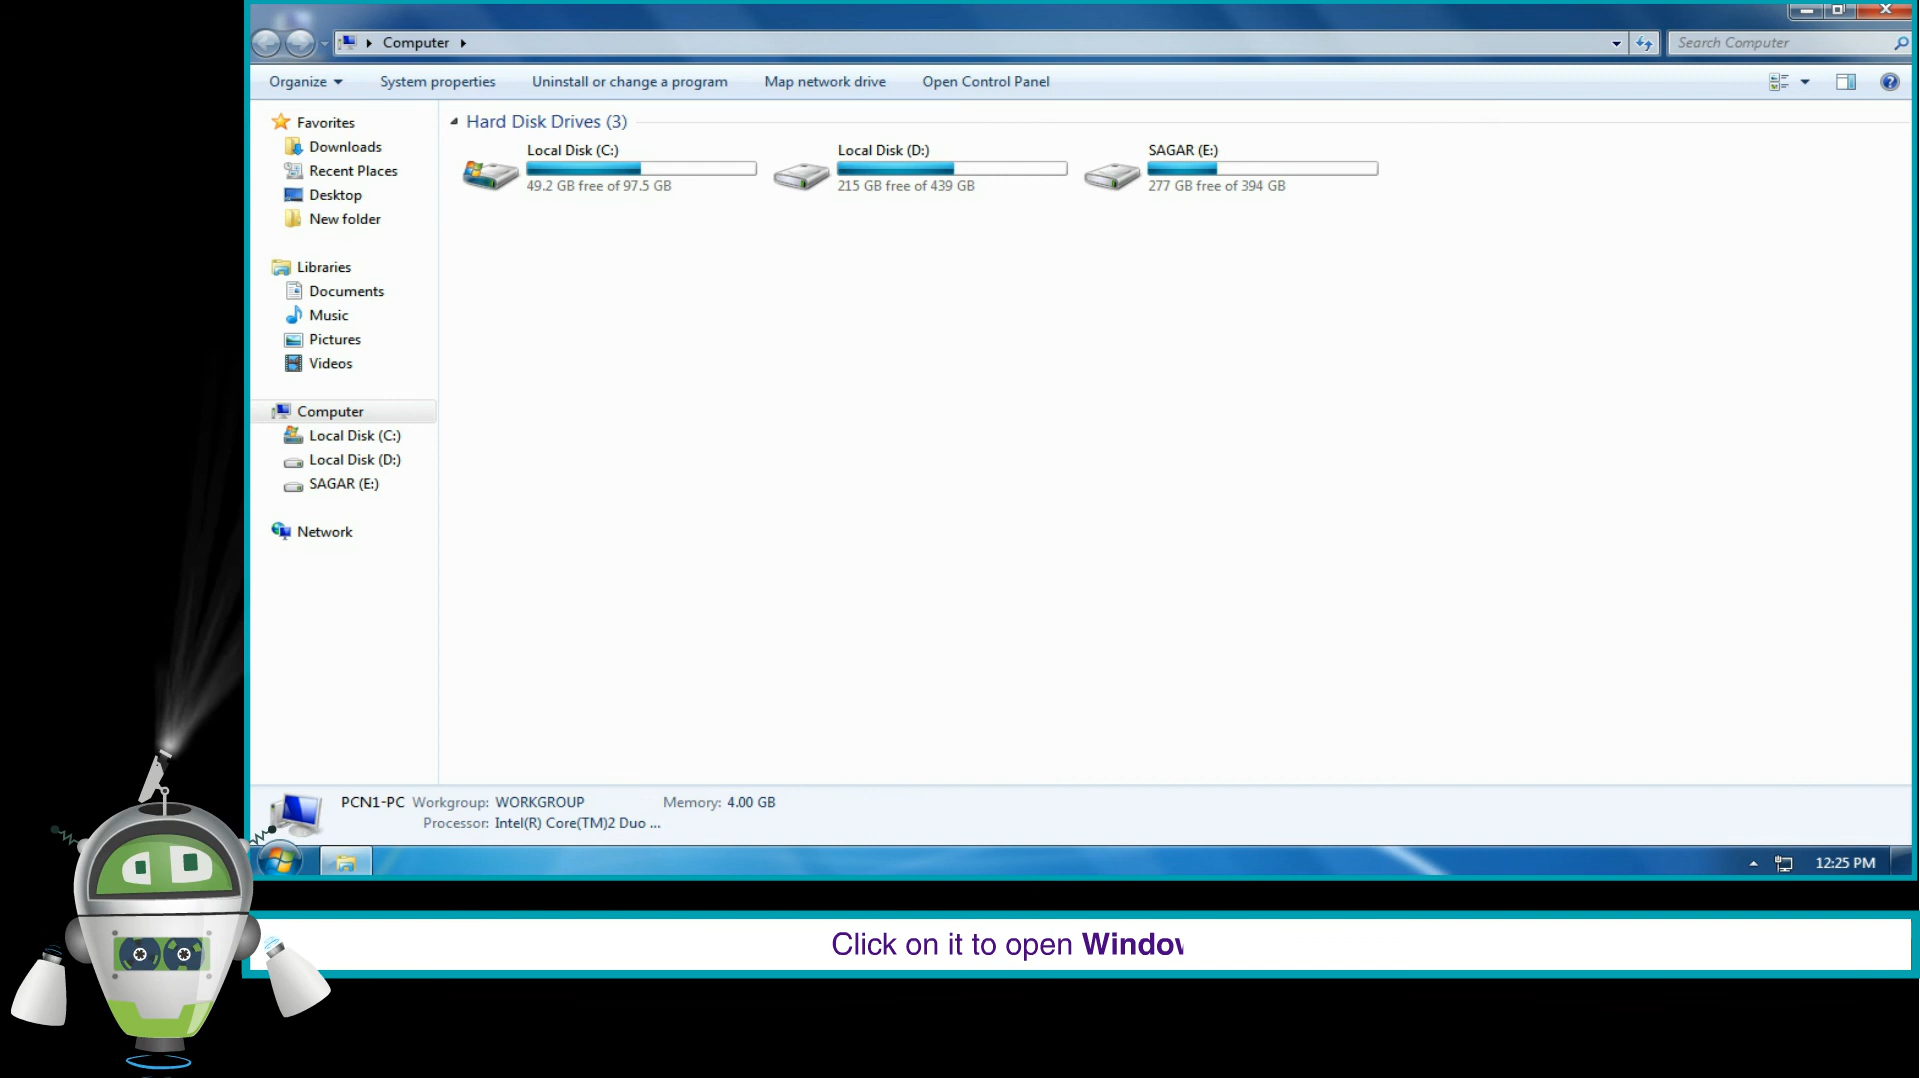 Computer
Search Computer
Organize
System properties
Uninstall or change a program
Map network drive
Open Control Panel
Favorites
Downloads
Recent Places
Desktop
New folder
Libraries
Documents
Music
Pictures
Videos
Computer
Local Disk (C:)
Local Disk (D:)
SAGAR (E:)
Network
Hard Disk Drives (3)
Local Disk (C:)
49.2 GB free of 97.5 GB
Local Disk (D:)
215 GB free of 439 GB
SAGAR (E:)
277 GB free of 394 GB
PCN1-PC Workgroup: WORKGROUP Memory: 4.00 GB
Processor: Intel(R) Core(TM)2 Duo ...
12:25 PM
Click on it to open Window